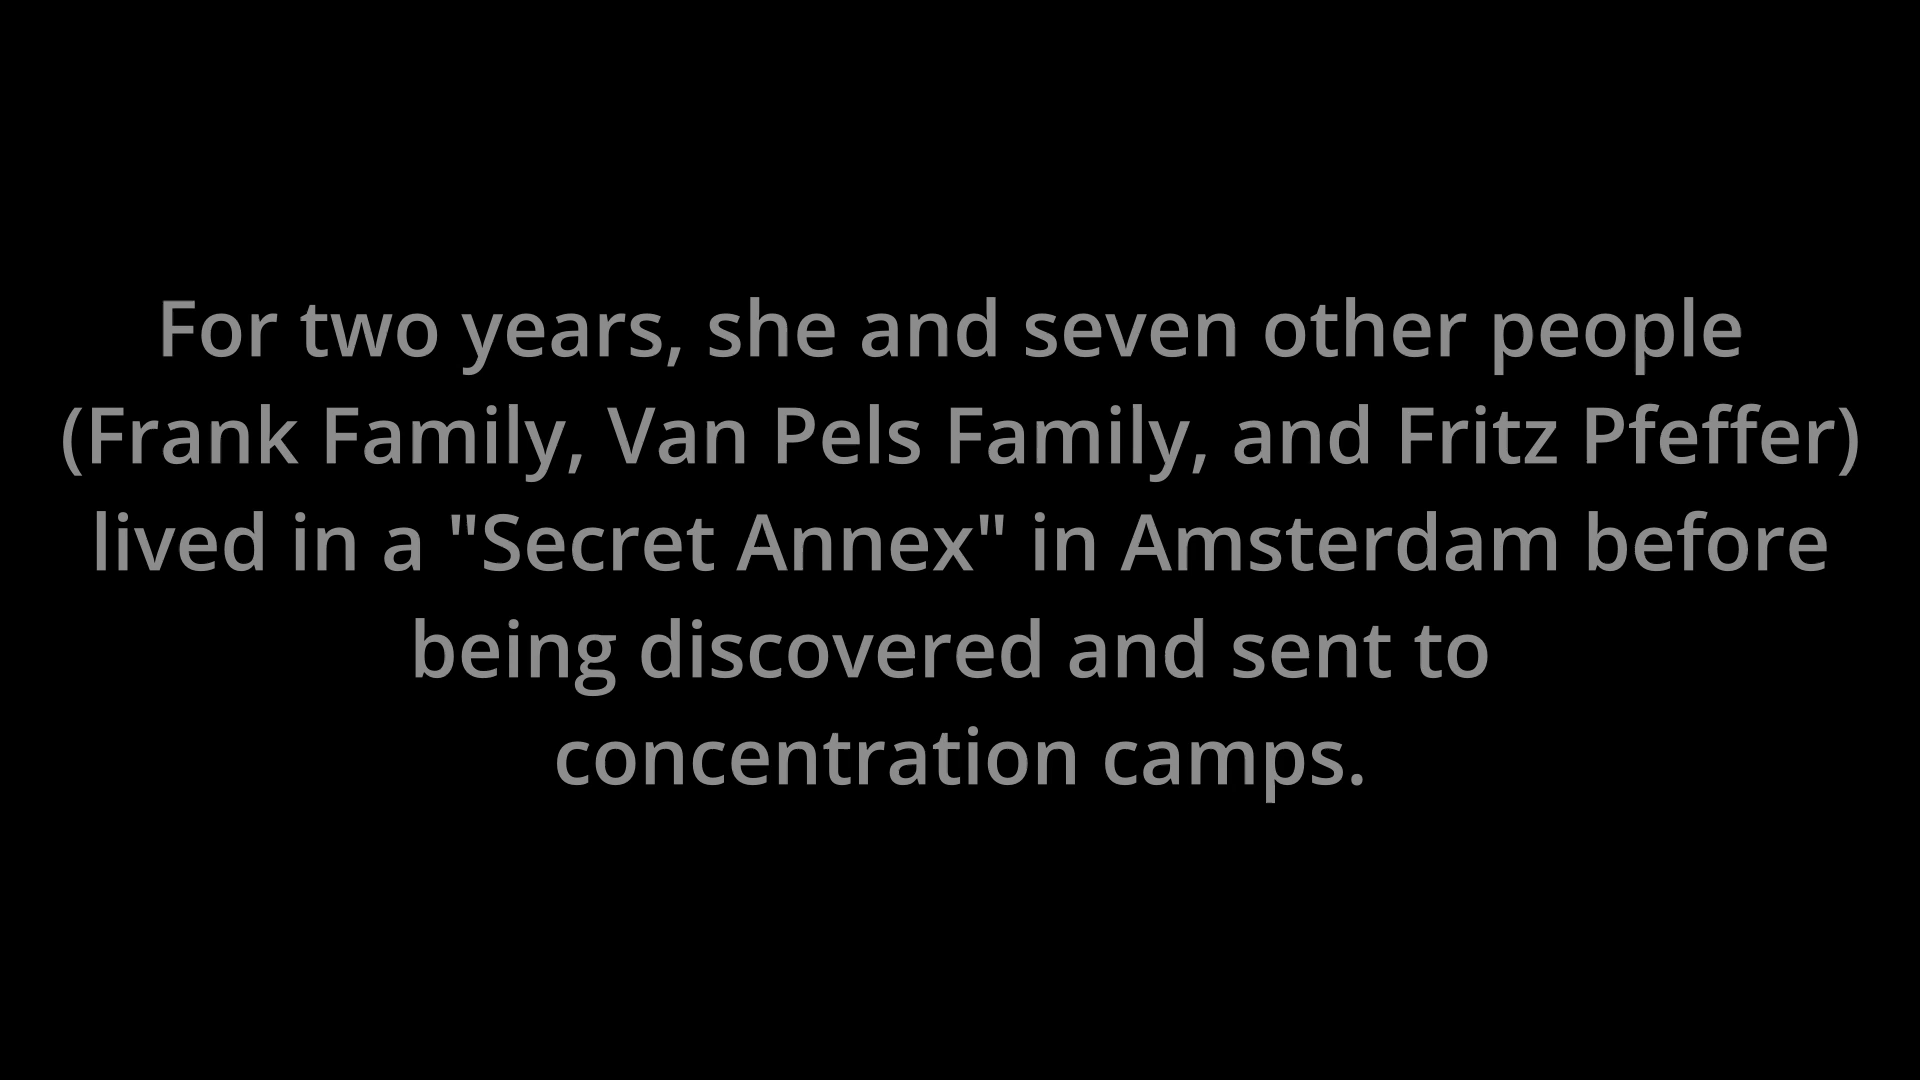 For two years, she and seven other people
(Frank Family, Van Pels Family, and Fritz Pfeffer)
lived in a "Secret Annex" in Amsterdam before
being discovered and sent to
concentration camps.